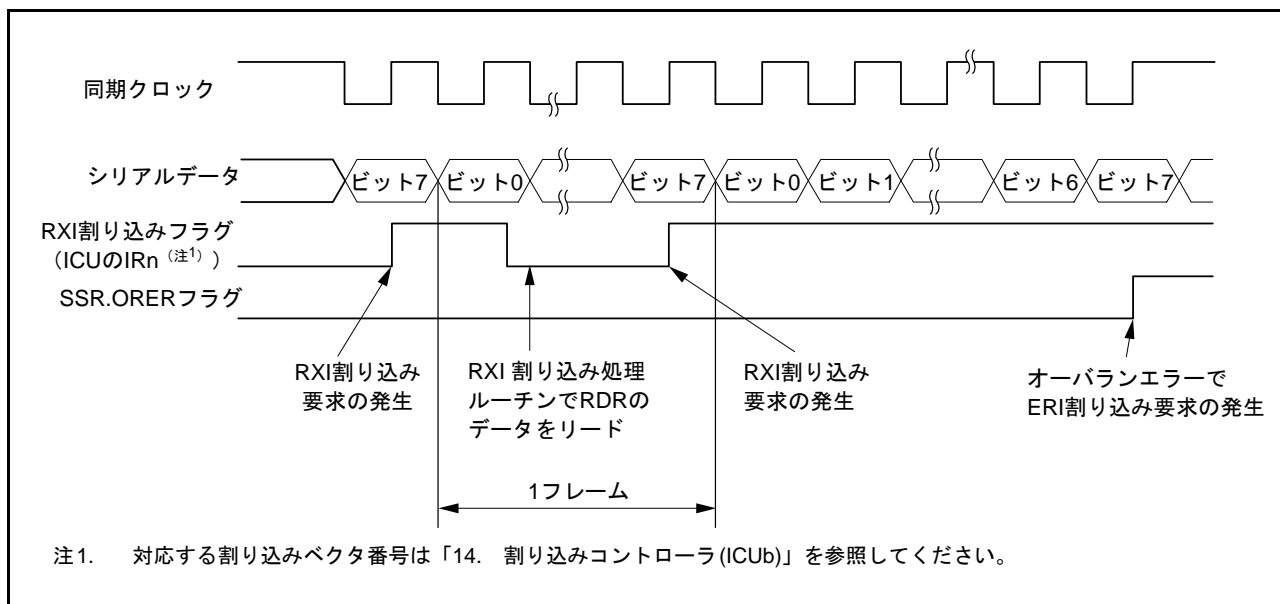 同期クロック
シリアルデータ
ビット7 ビット0 ビット7 ビット0 ビット1 ビット6 ビット7
RXI割り込みフラグ
(ICUのIRn (注1) )
SSR.ORERフラグ
RXI割り込み
要求の発生
RXI 割り込み処理
ルーチンでRDRの
データをリード
RXI割り込み
要求の発生
オーバランエラーで
ERI割り込み要求の発生
1フレーム
注1. 対応する割り込みベクタ番号は「14. 割り込みコントローラ(ICUb)」を参照してください。